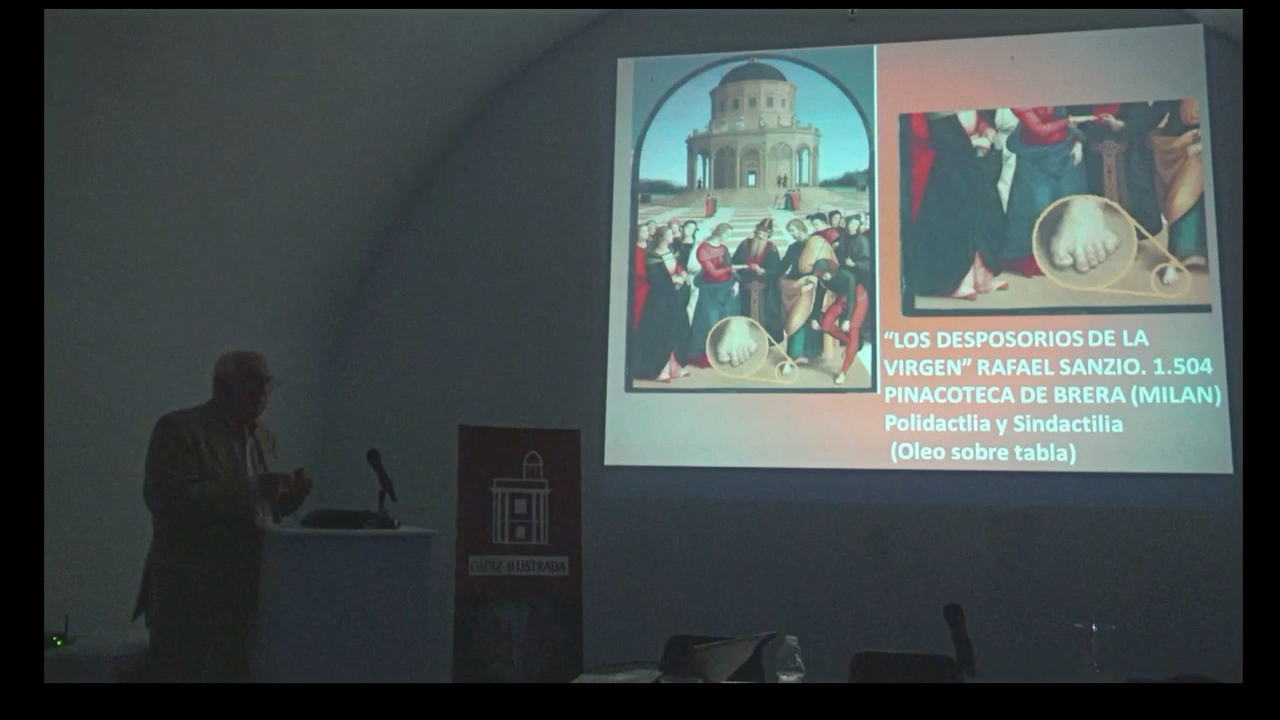 “LOS DESPOSORIOS DE LA
VIRGEN” RAFAEL SANZIO. 1.504
PINACOTECA DE BRERA (MILAN)
Polidactlia y Sindactilia
(Oleo sobre tabla)
CÁDIZ ILUSTRADA